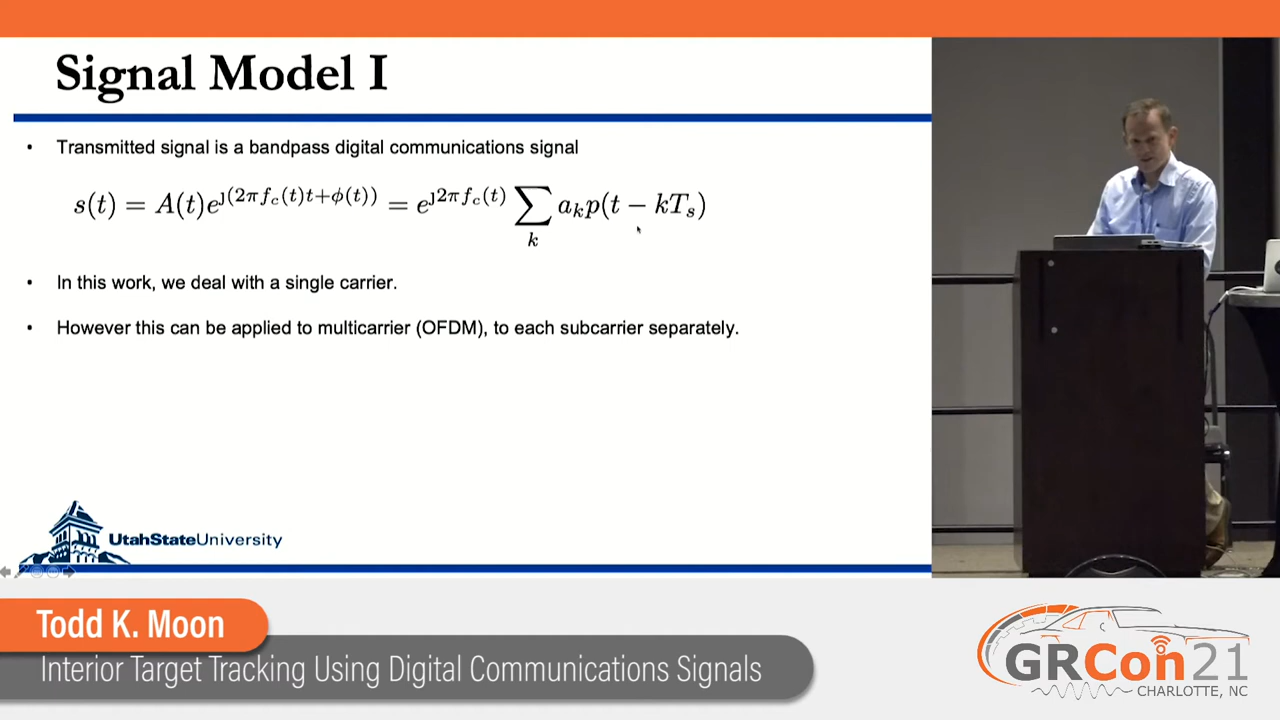 Signal Model I
• Transmitted signal is a bandpass digital communications signal
s(t) = A(t)e^{ȷ(2πf_c(t)t+ϕ(t))} = e^{ȷ2πf_c(t)} ∑_k a_k p(t − kT_s)
• In this work, we deal with a single carrier.
• However this can be applied to multicarrier (OFDM), to each subcarrier separately.
UtahStateUniversity
Todd K. Moon
Interior Target Tracking Using Digital Communications Signals
GRCon21
CHARLOTTE, NC